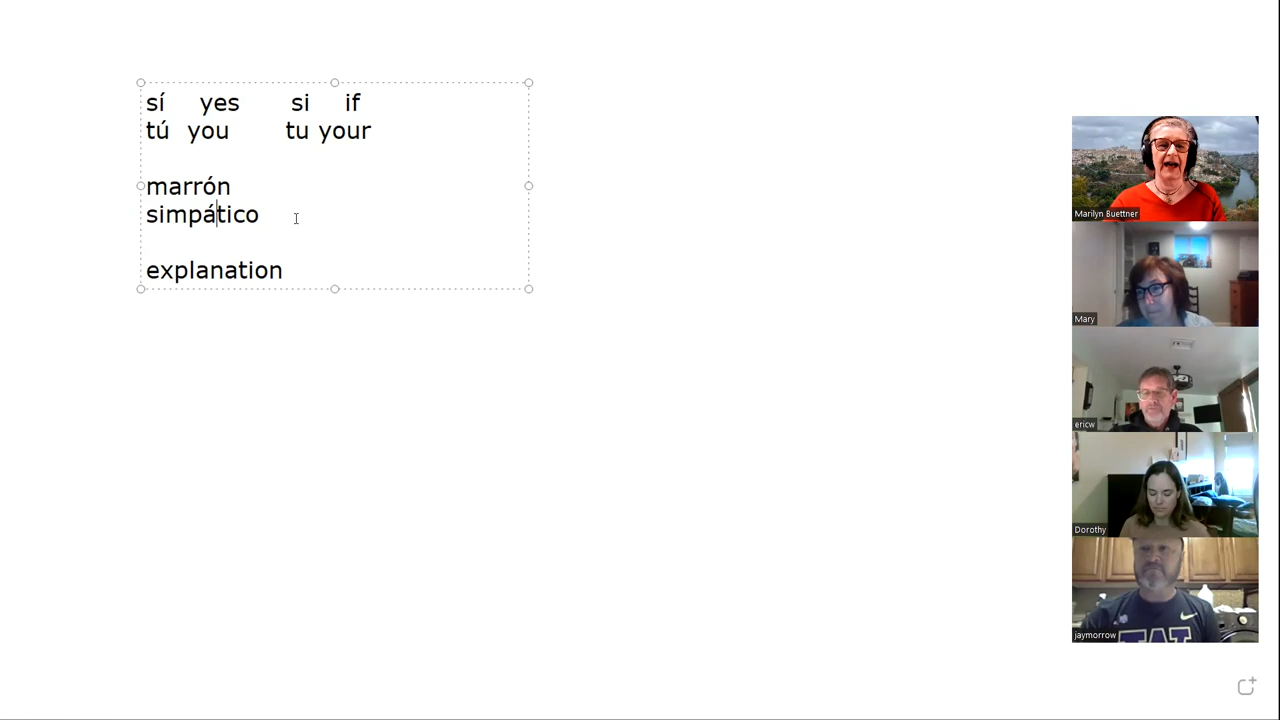 sí yes si if
tú you tu your
marrón
simpático
explanation
Marilyn Buettner
Mary
ericw
Dorothy
jaymorrow